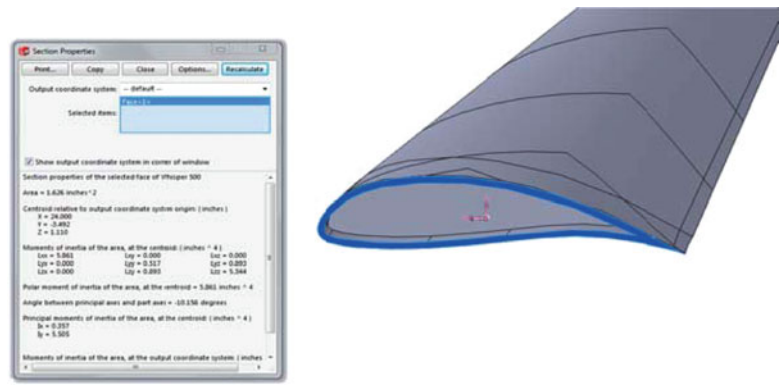 Section Properties
Print... Copy Close Options... Recalculate
Output coordinate system: -- default --
Selected items: Face<1>
Show output coordinate system in corner of window
Section properties of the selected face of Whisper 500
Area = 1.626 inches^2
Centroid relative to output coordinate system origin: ( inches )
X = 24.000
Y = -3.492
Z = 1.110
Moments of inertia of the area, at the centroid: ( inches ^ 4 )
Lxx = 5.861 Lxy = 0.000 Lxz = 0.000
Lyx = 0.000 Lyy = 0.517 Lyz = 0.893
Lzx = 0.000 Lzy = 0.893 Lzz = 5.344
Polar moment of inertia of the area, at the centroid = 5.861 inches ^ 4
Angle between principal axes and part axes = -10.156 degrees
Principal moments of inertia of the area, at the centroid: ( inches ^ 4 )
Ix = 0.357
Iy = 5.505
Moments of inertia of the area, at the output coordinate system: ( inches